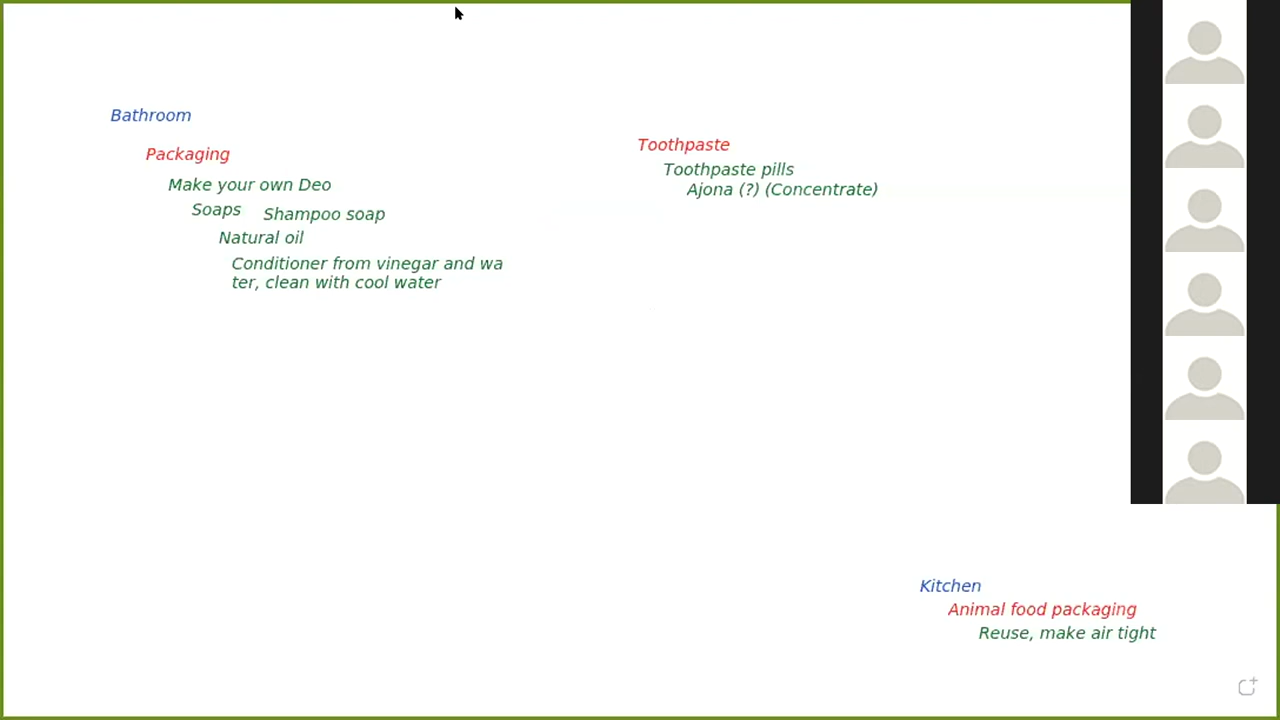 Bathroom
Packaging
Make your own Deo
Soaps
Shampoo soap
Natural oil
Conditioner from vinegar and wa
ter, clean with cool water
Toothpaste
Toothpaste pills
Ajona (?) (Concentrate)
Kitchen
Animal food packaging
Reuse, make air tight